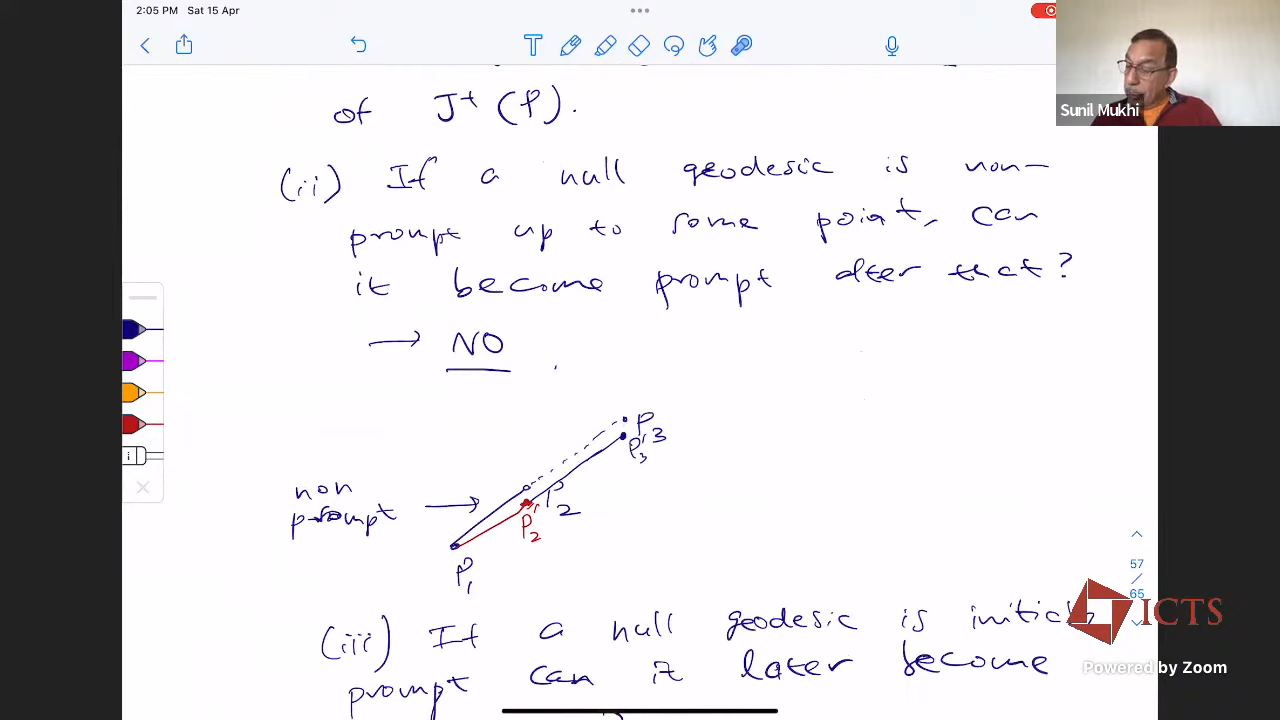 2:05 PM Sat 15 Apr
Sunil Mukhi
of J⁺(P).
(ii) If a null geodesic is non-
prompt up to some point, can
it become prompt after that?
→ NO
P3
P'3
non
prompt →
P2
P'2
P1
57
/
65
ICTS
(iii) If a null geodesic is initially
prompt can it later become
Powered by Zoom